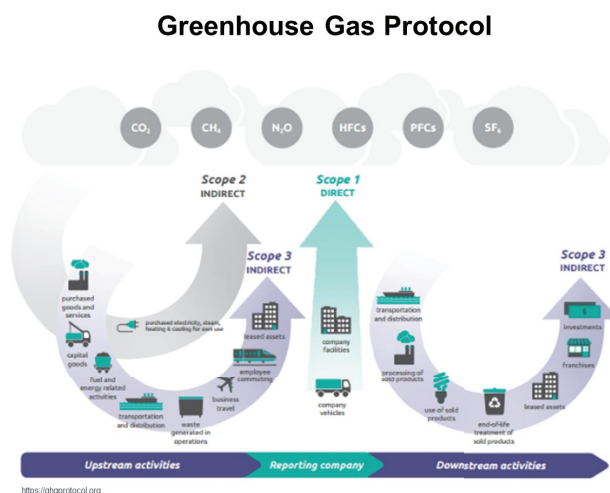 Greenhouse Gas Protocol
CO₂
CH₄
N₂O
HFCs
PFCs
SF₆
Scope 2
INDIRECT
Scope 1
DIRECT
Scope 3
INDIRECT
Scope 3
INDIRECT
purchased
goods and
services
capital
goods
fuel and
energy related
activities
transportation
and distribution
waste
generated in
operations
business
travel
employee
commuting
leased assets
purchased electricity, steam,
heating & cooling for own use
company
facilities
company
vehicles
transportation
and distribution
processing of
sold products
use of sold
products
end-of-life
treatment of
sold products
leased assets
franchises
investments
$
Upstream activities
Reporting company
Downstream activities
https://ghgprotocol.org